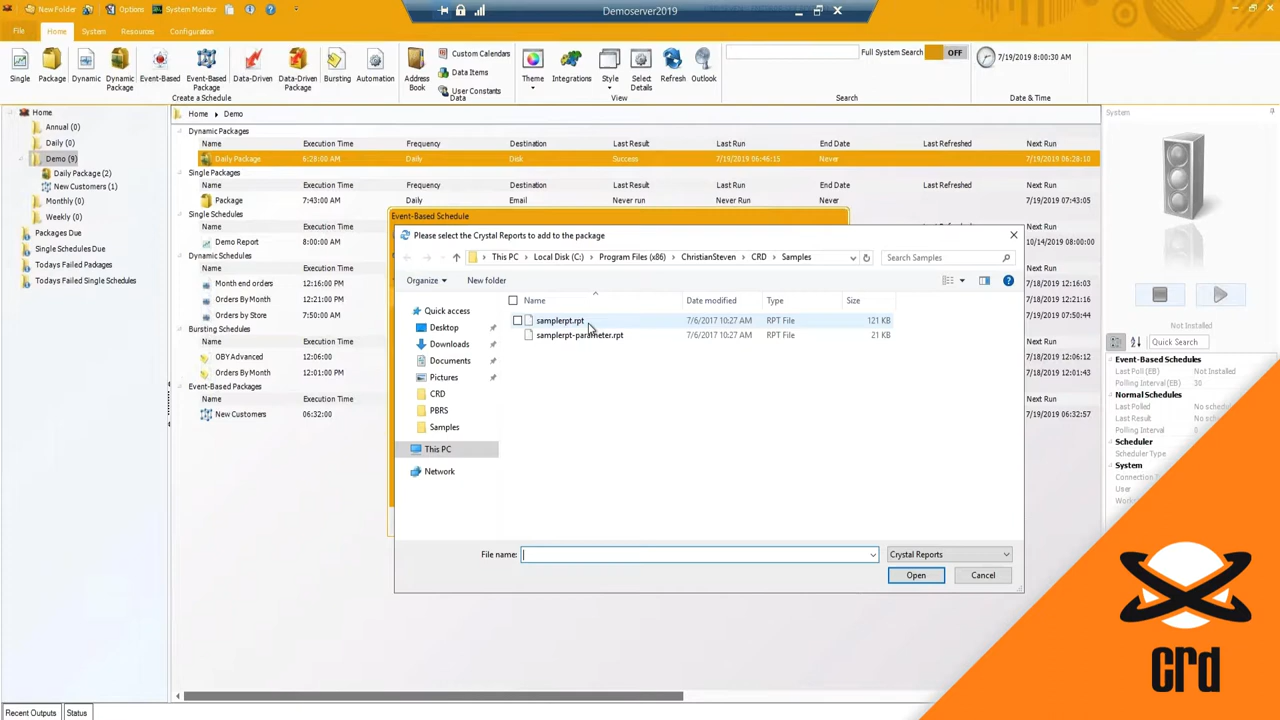 New Folder Options System Monitor
Demoserver2019
File Home System Resources Configuration
Single Package Dynamic Dynamic Package Event-Based Event-Based Package Data-Driven Data-Driven Package Bursting Automation
Create a Schedule
Address Book Custom Calendars Data Items User Constants
Data
Theme Integrations Style Select Details Refresh Outlook
View
Full System Search OFF
Search
7/19/2019 8:00:30 AM
Date & Time
Home
Annual (0)
Daily (0)
Demo (9)
Daily Package (2)
New Customers (1)
Monthly (0)
Weekly (0)
Packages Due
Single Schedules Due
Todays Failed Packages
Todays Failed Single Schedules
Home Demo
Dynamic Packages
Name Execution Time Frequency Destination Last Result Last Run End Date Last Refreshed Next Run
Daily Package 6:28:00 AM Daily Disk Success 7/19/2019 06:46:15 Never 7/19/2019 06:28:10
Single Packages
Name Execution Time Frequency Destination Last Result Last Run End Date Last Refreshed Next Run
Package 7:43:00 AM Daily Email Never run Never Run Never 7/19/2019 07:43:05
Single Schedules
Name Execution Time Next Run
Demo Report 8:00:00 AM 10/14/2019 08:00:00
Dynamic Schedules
Name Execution Time Next Run
Month end orders 12:16:00 PM 7/19/2019 12:16:03
Orders By Month 12:21:00 PM 7/19/2019 12:21:03
Orders by Store 7:50:00 AM 7/19/2019 07:50:44
Bursting Schedules
Name Execution Time Next Run
OBY Advanced 12:06:00 7/18/2019 12:06:12
Orders By Month 12:01:00 PM 7/18/2019 12:01:43
Event-Based Packages
Name Execution Time Next Run
New Customers 06:32:00 7/19/2019 06:32:57
Event-Based Schedule
Please select the Crystal Reports to add to the package
This PC Local Disk (C:) Program Files (x86) ChristianSteven CRD Samples
Search Samples
Organize New folder
Quick access
Desktop
Downloads
Documents
Pictures
CRD
PBRS
Samples
This PC
Network
Name Date modified Type Size
samplerpt.rpt 7/6/2017 10:27 AM RPT File 121 KB
samplerpt-parameter.rpt 7/6/2017 10:27 AM RPT File 21 KB
File name: Crystal Reports
Open Cancel
System
Not Installed
Quick Search
Event-Based Schedules
Last Poll (EB) Not Installed
Polling Interval (EB) 30
Normal Schedules
Last Polled No sched
Polling Interval
Scheduler
Scheduler Type
System
Connection
User
Work
crd
Recent Outputs Status